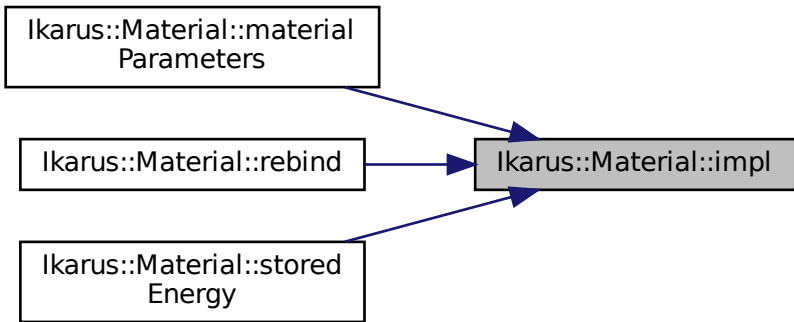 Ikarus::Material::material
Parameters
Ikarus::Material::rebind
Ikarus::Material::impl
Ikarus::Material::stored
Energy